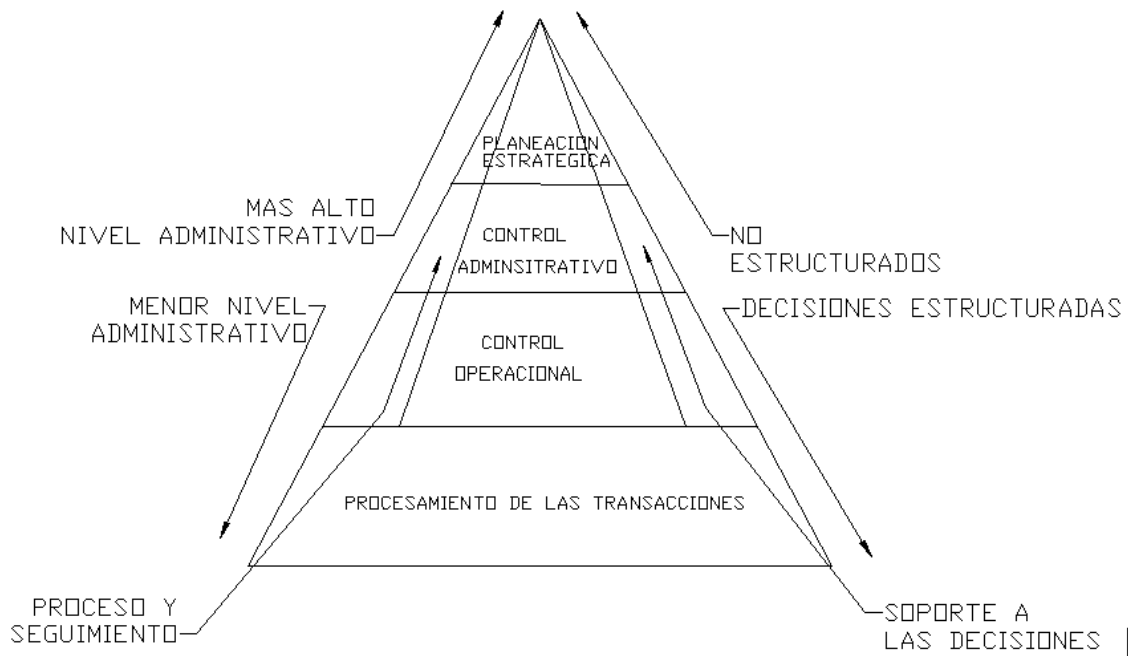 PLANEACION
ESTRATEGICA
MAS ALTO
NIVEL ADMINISTRATIVO
CONTROL
ADMINSITRATIVO
NO
ESTRUCTURADOS
MENOR NIVEL
ADMINISTRATIVO
DECISIONES ESTRUCTURADAS
CONTROL
OPERACIONAL
PROCESAMIENTO DE LAS TRANSACCIONES
PROCESO Y
SEGUIMIENTO
SOPORTE A
LAS DECISIONES